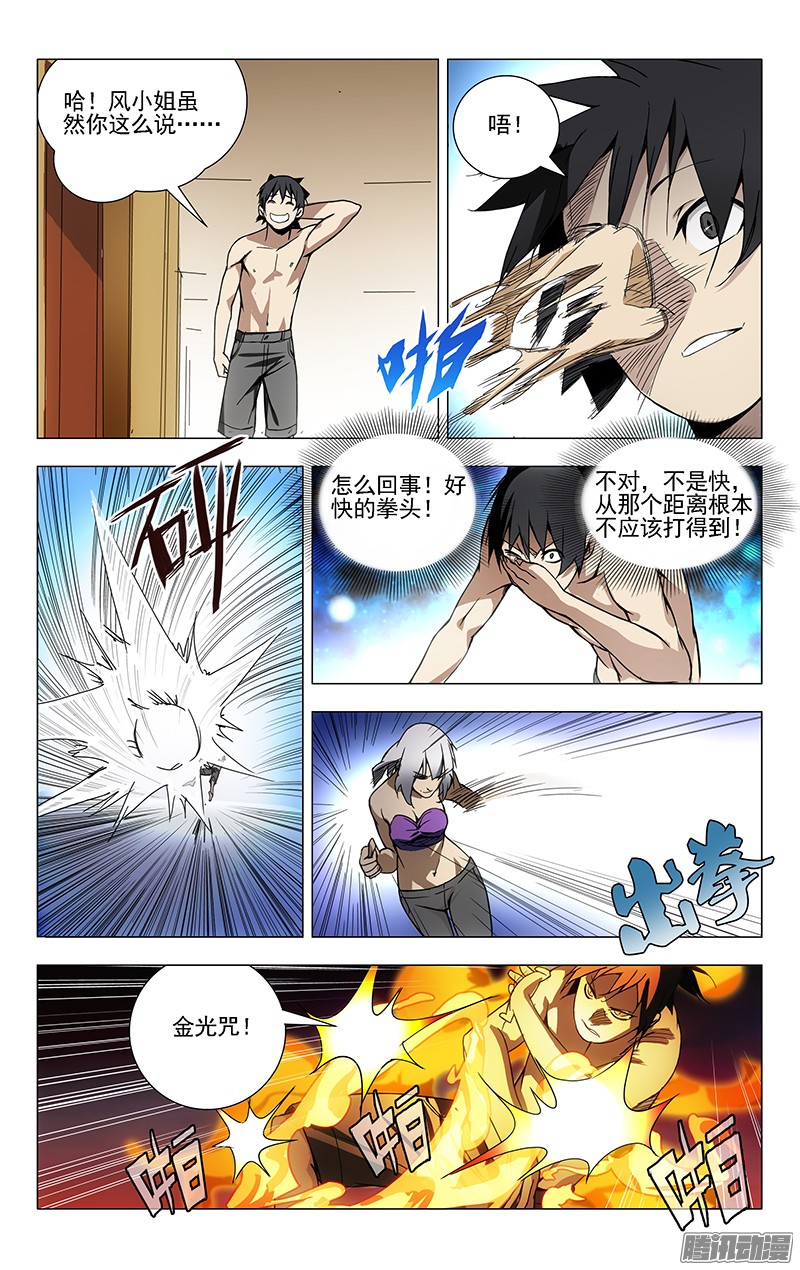 哈！风小姐虽
然你这么说……
唔！
啪
砰
怎么回事！好
快的拳头！
不对，不是快，
从那个距离根本
不应该打得到！
出拳
金光咒！
啪
啪
啪
腾讯动漫